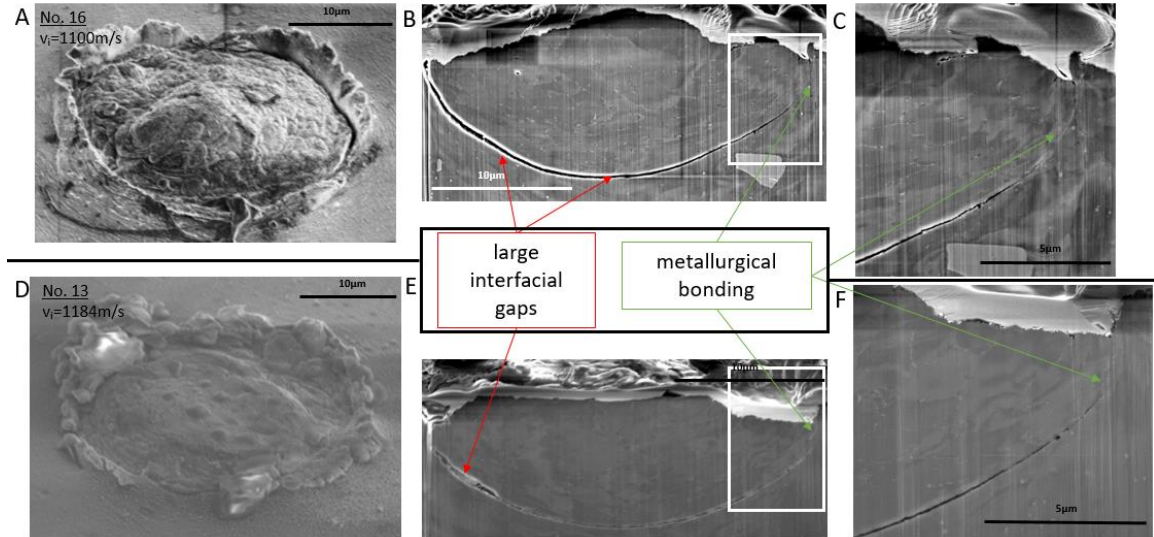 A
No. 16
vᵢ=1100m/s
10μm
B
10μm
C
5μm
large
interfacial
gaps
metallurgical
bonding
D
No. 13
vᵢ=1184m/s
10μm
E
10μm
F
5μm